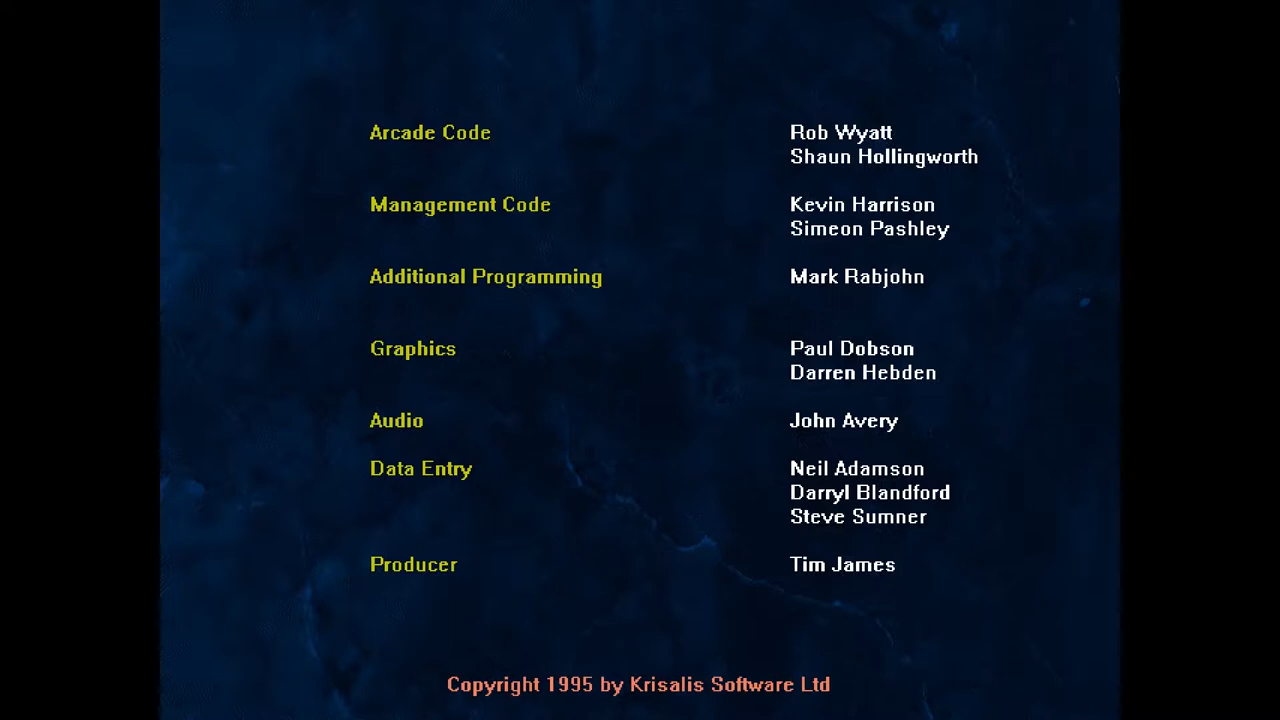 Arcade Code Rob Wyatt
Shaun Hollingworth
Management Code Kevin Harrison
Simeon Pashley
Additional Programming Mark Rabjohn
Graphics Paul Dobson
Darren Hebden
Audio John Avery
Data Entry Neil Adamson
Darryl Blandford
Steve Sumner
Producer Tim James
Copyright 1995 by Krisalis Software Ltd